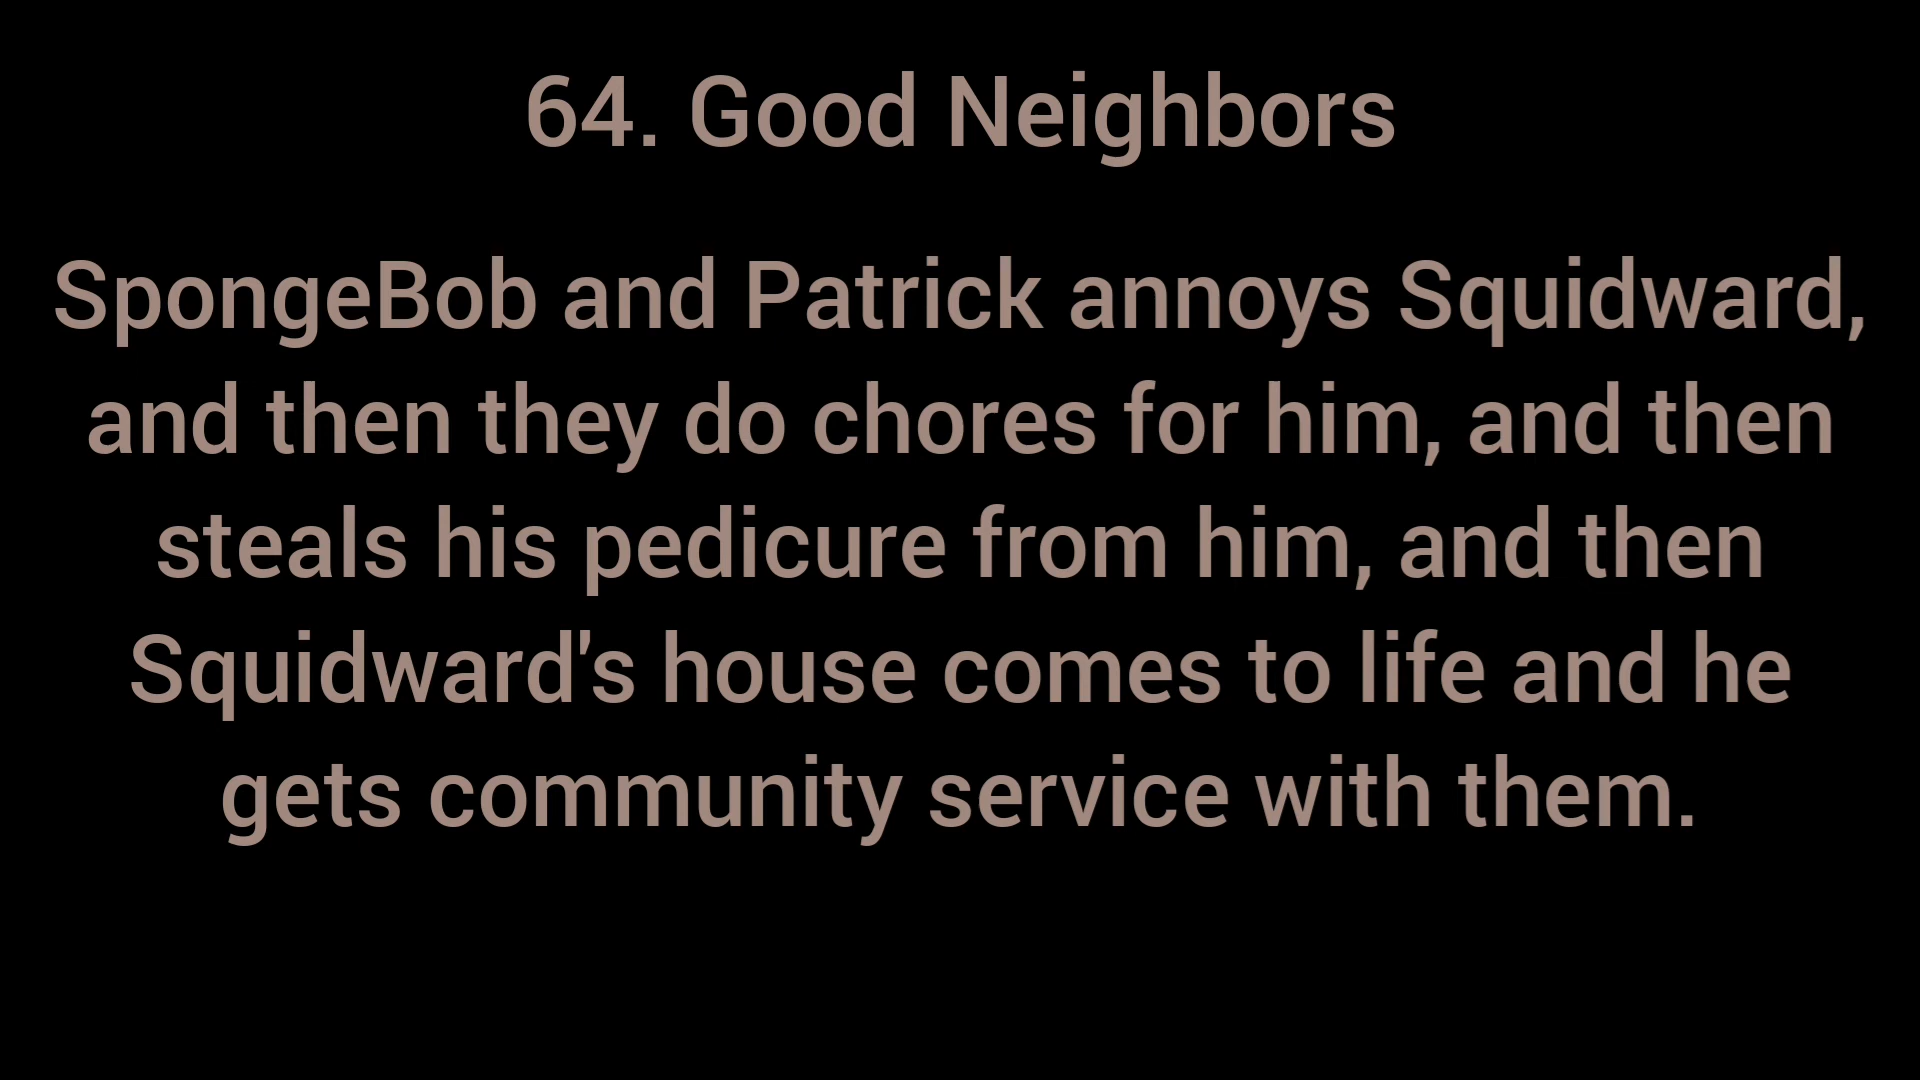 64. Good Neighbors
SpongeBob and Patrick annoys Squidward,
and then they do chores for him, and then
steals his pedicure from him, and then
Squidward's house comes to life and he
gets community service with them.